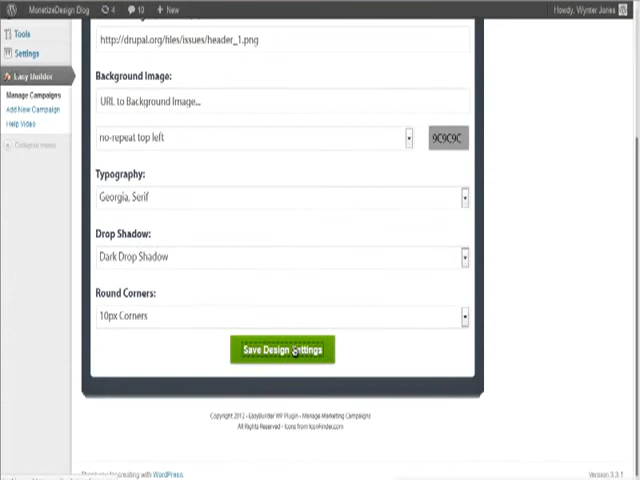 MonetizeDesign Dog 4 13 + New Howdy, Wynter Jones
http://drupal.org/files/issues/header_1.png
Tools
Settings
Easy Builder
Manage Campaigns
Add New Campaign
Help Video
Collapse menu
Background Image:
URL to Background Image...
no-repeat top left 9C9C9C
Typography:
Georgia, Serif
Drop Shadow:
Dark Drop Shadow
Round Corners:
10px Corners
Save Design Settings
Copyright 2012 - EasyBuilder WP Plugin - Manage Marketing Campaigns
All Rights Reserved - Icons from IconFinder.com
for creating with WordPress. Version 3.3.1